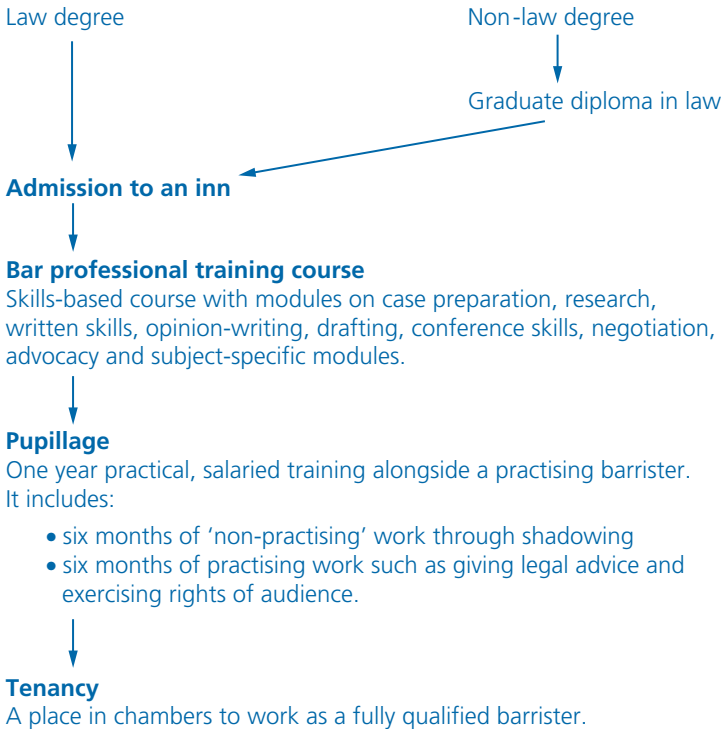 Law degree
Non-law degree
Graduate diploma in law
Admission to an inn
Bar professional training course
Skills-based course with modules on case preparation, research,
written skills, opinion-writing, drafting, conference skills, negotiation,
advocacy and subject-specific modules.
Pupillage
One year practical, salaried training alongside a practising barrister.
It includes:
• six months of ‘non-practising’ work through shadowing
• six months of practising work such as giving legal advice and
exercising rights of audience.
Tenancy
A place in chambers to work as a fully qualified barrister.